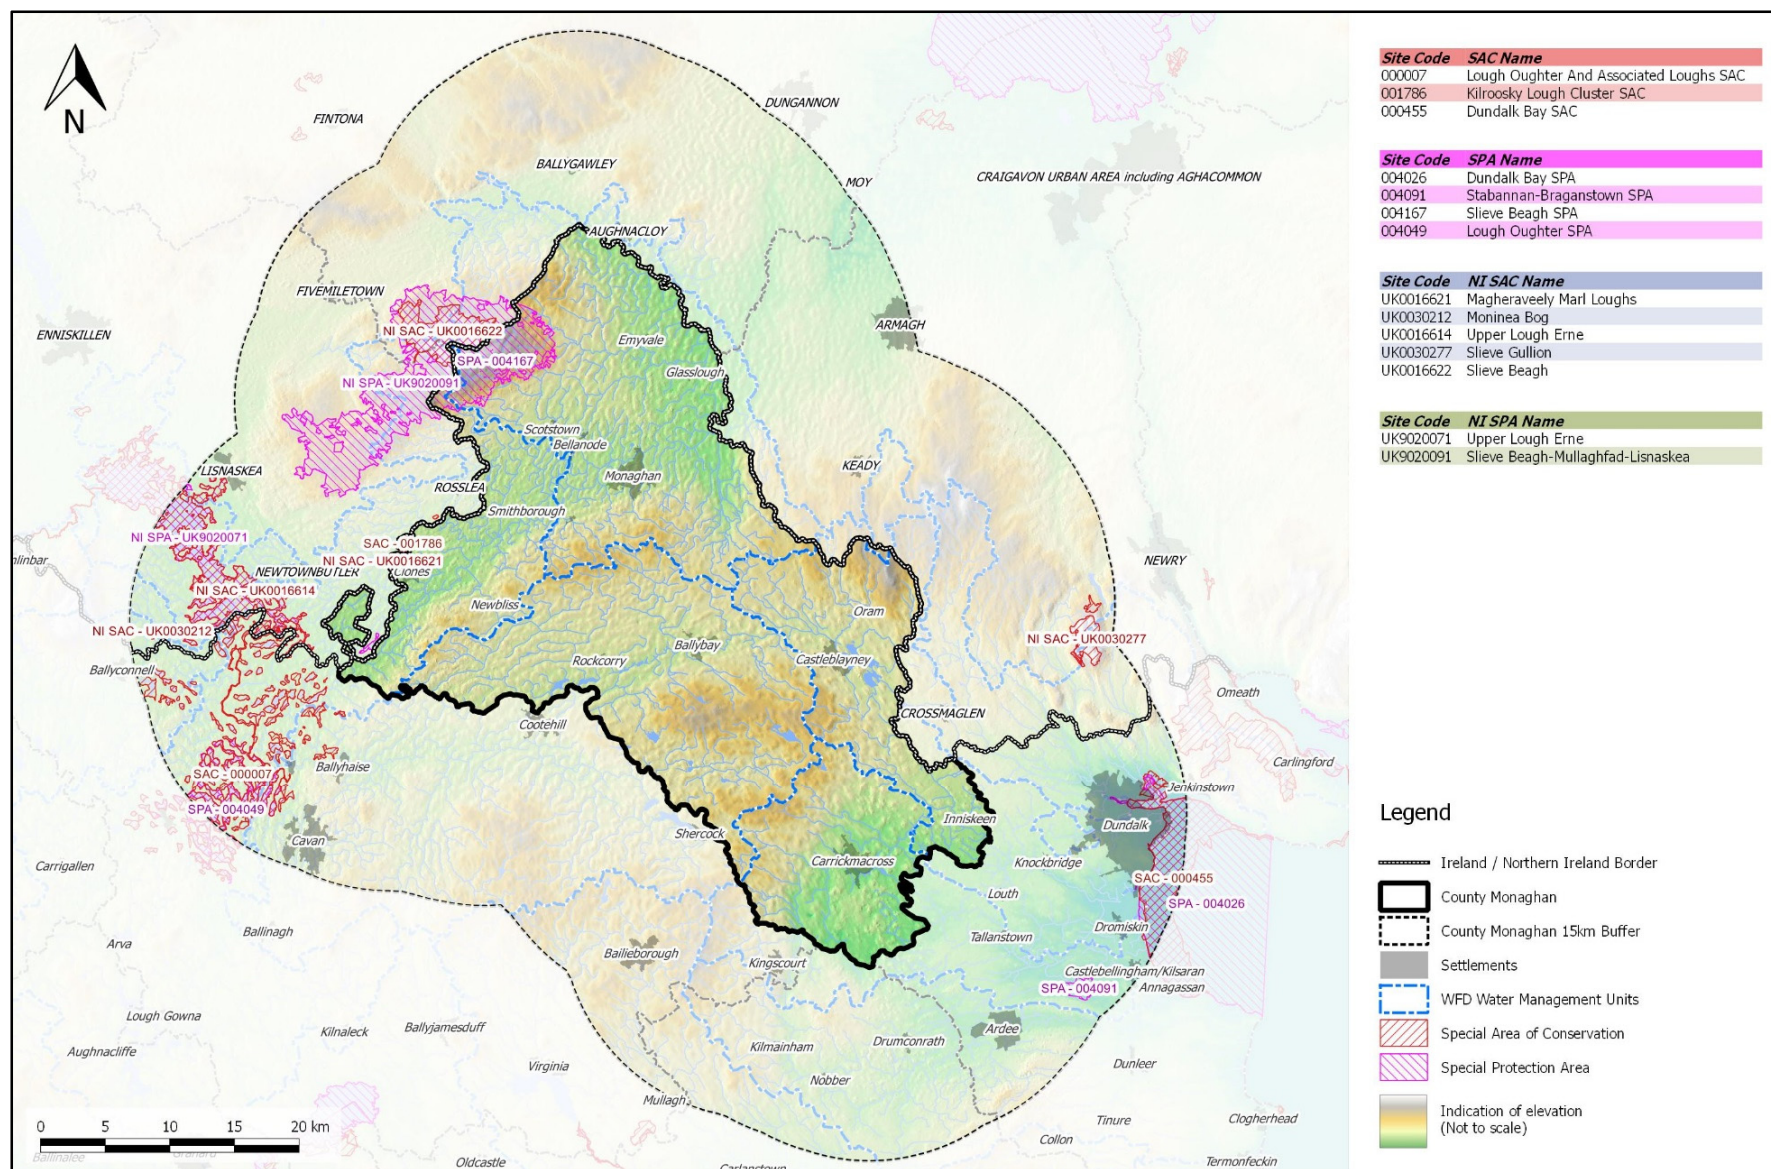 N
FINTONA
DUNGANNON
BALLYGAWLEY
MOY
CRAIGAVON URBAN AREA including AGHACOMMON
AUGHNACLOY
FIVEMILETOWN
ENNISKILLEN
NI SAC - UK0016622
ARMAGH
Emyvale
SPA - 004167
Glasslough
NI SPA - UK9020091
Scotstown
Bellanode
LISNASKEA
KEADY
Monaghan
ROSSLEA
Smithborough
NI SPA - UK9020071
SAC - 001786
NI SAC - UK0016621
NEWRY
NEWTOWNBUTLER
Clones
NI SAC - UK0016614
Newbliss
Oram
NI SAC - UK0030212
NI SAC - UK0030277
Ballyconnell
Rockcorry
Ballybay
Castleblayney
Omeath
CROSSMAGLEN
Cootehill
Carlingford
Ballyhaise
SAC - 000007
SPA - 004049
Jenkinstown
Inniskeen
Dundalk
Shercock
Cavan
Carrickmacross
Knockbridge
Carrigallen
SAC - 000455
Louth
SPA - 004026
Dromiskin
Arva
Ballinagh
Tallanstown
Bailieborough
Kingscourt
Castlebellingham/Kilsaran
SPA - 004091
Annagassan
Lough Gowna
Kilnaleck
Ballyjamesduff
Ardee
Drumconrath
Kilmainham
Aughnacliffe
Virginia
Dunleer
Nobber
Mullagh
Tinure
Clogherhead
Collon
Oldcastle
Termonfeckin
0 5 10 15 20 km
Site Code SAC Name
000007 Lough Oughter And Associated Loughs SAC
001786 Kilroosky Lough Cluster SAC
000455 Dundalk Bay SAC
Site Code SPA Name
004026 Dundalk Bay SPA
004091 Stabannan-Braganstown SPA
004167 Slieve Beagh SPA
004049 Lough Oughter SPA
Site Code NI SAC Name
UK0016621 Magheraveely Marl Loughs
UK0030212 Moninea Bog
UK0016614 Upper Lough Erne
UK0030277 Slieve Gullion
UK0016622 Slieve Beagh
Site Code NI SPA Name
UK9020071 Upper Lough Erne
UK9020091 Slieve Beagh-Mullaghfad-Lisnaskea
Legend
Ireland / Northern Ireland Border
County Monaghan
County Monaghan 15km Buffer
Settlements
WFD Water Management Units
Special Area of Conservation
Special Protection Area
Indication of elevation
(Not to scale)